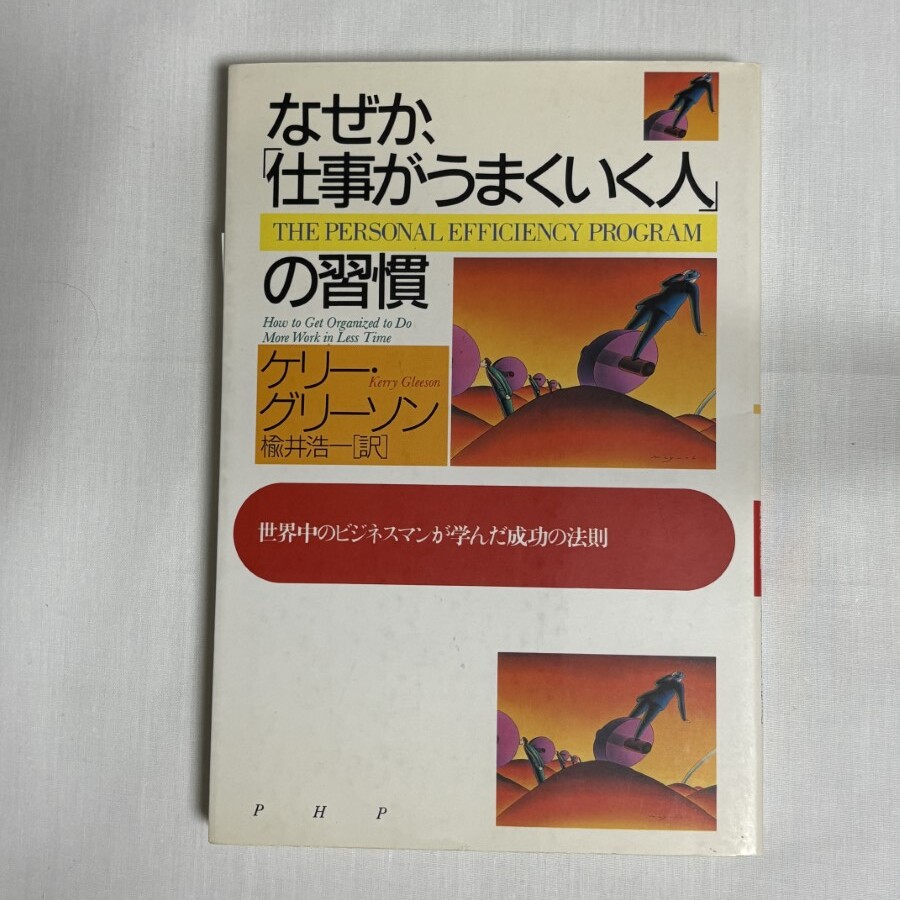 なぜか、
「仕事がうまくいく人」
THE PERSONAL EFFICIENCY PROGRAM
の習慣
How to Get Organized to Do
More Work in Less Time
ケリー・
Kerry Gleeson
グリーソン
楡井浩一[訳]
世界中のビジネスマンが学んだ成功の法則
P H P